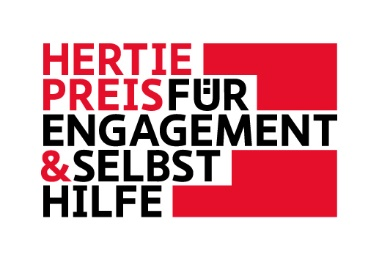 HERTIE
PREISFÜR
ENGAGEMENT
&SELBST
HILFE